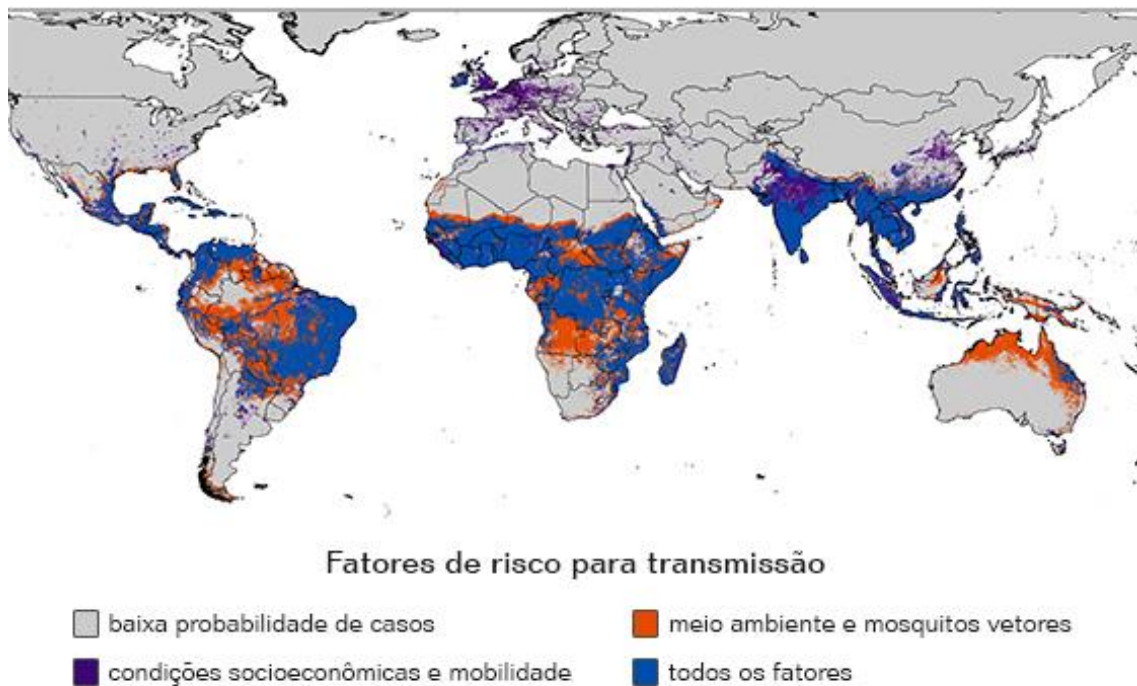 Fatores de risco para transmissão
baixa probabilidade de casos
meio ambiente e mosquitos vetores
condições socioeconômicas e mobilidade
todos os fatores